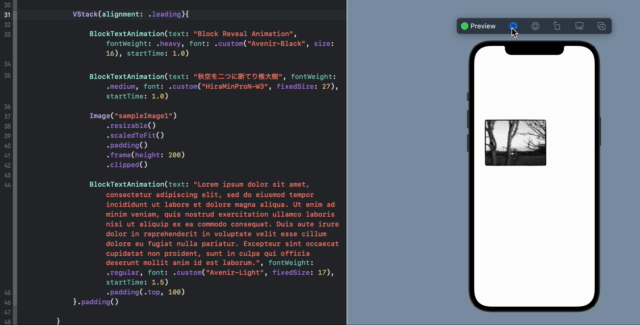 30
31 VStack(alignment: .leading){
32
33 BlockTextAnimation(text: "Block Reveal Animation",
fontWeight: .heavy, font: .custom("Avenir-Black", size:
16), startTime: 1.0)
34
35 BlockTextAnimation(text: "秋空を二つに断てり椎大樹", fontWeight:
.medium, font: .custom("HiraMinProN-W3", fixedSize: 27),
startTime: 1.0)
36
37 Image("sampleImage1")
38 .resizable()
39 .scaledToFit()
40 .padding()
41 .frame(height: 200)
42 .clipped()
43
44 BlockTextAnimation(text: "Lorem ipsum dolor sit amet,
consectetur adipiscing elit, sed do eiusmod tempor
incididunt ut labore et dolore magna aliqua. Ut enim ad
minim veniam, quis nostrud exercitation ullamco laboris
nisi ut aliquip ex ea commodo consequat. Duis aute irure
dolor in reprehenderit in voluptate velit esse cillum
dolore eu fugiat nulla pariatur. Excepteur sint occaecat
cupidatat non proident, sunt in culpa qui officia
deserunt mollit anim id est laborum.", fontWeight:
.regular, font: .custom("Avenir-Light", fixedSize: 17),
startTime: 1.5)
45 .padding(.top, 100)
46 }.padding()
47
48 }
Preview